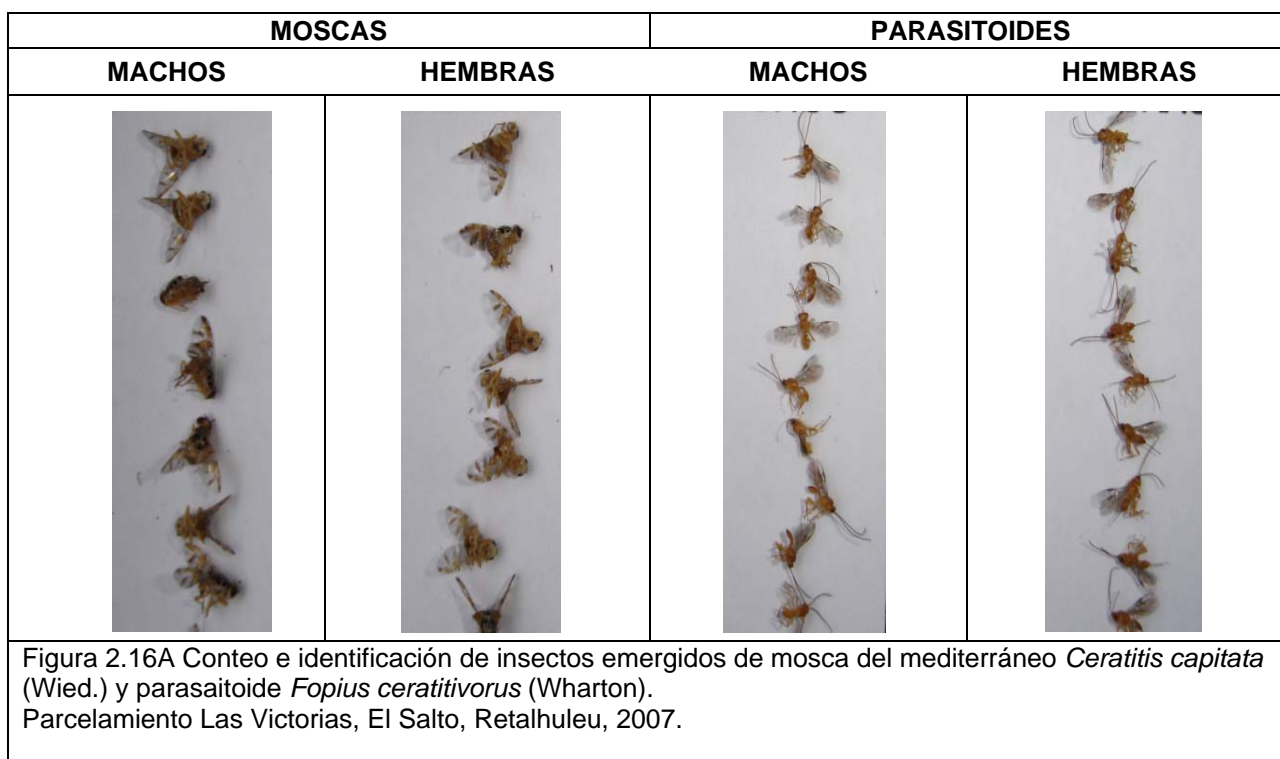 MOSCAS PARASITOIDES
MACHOS HEMBRAS MACHOS HEMBRAS
Figura 2.16A Conteo e identificación de insectos emergidos de mosca del mediterráneo Ceratitis capitata
(Wied.) y parasaitoide Fopius ceratitivorus (Wharton).
Parcelamiento Las Victorias, El Salto, Retalhuleu, 2007.